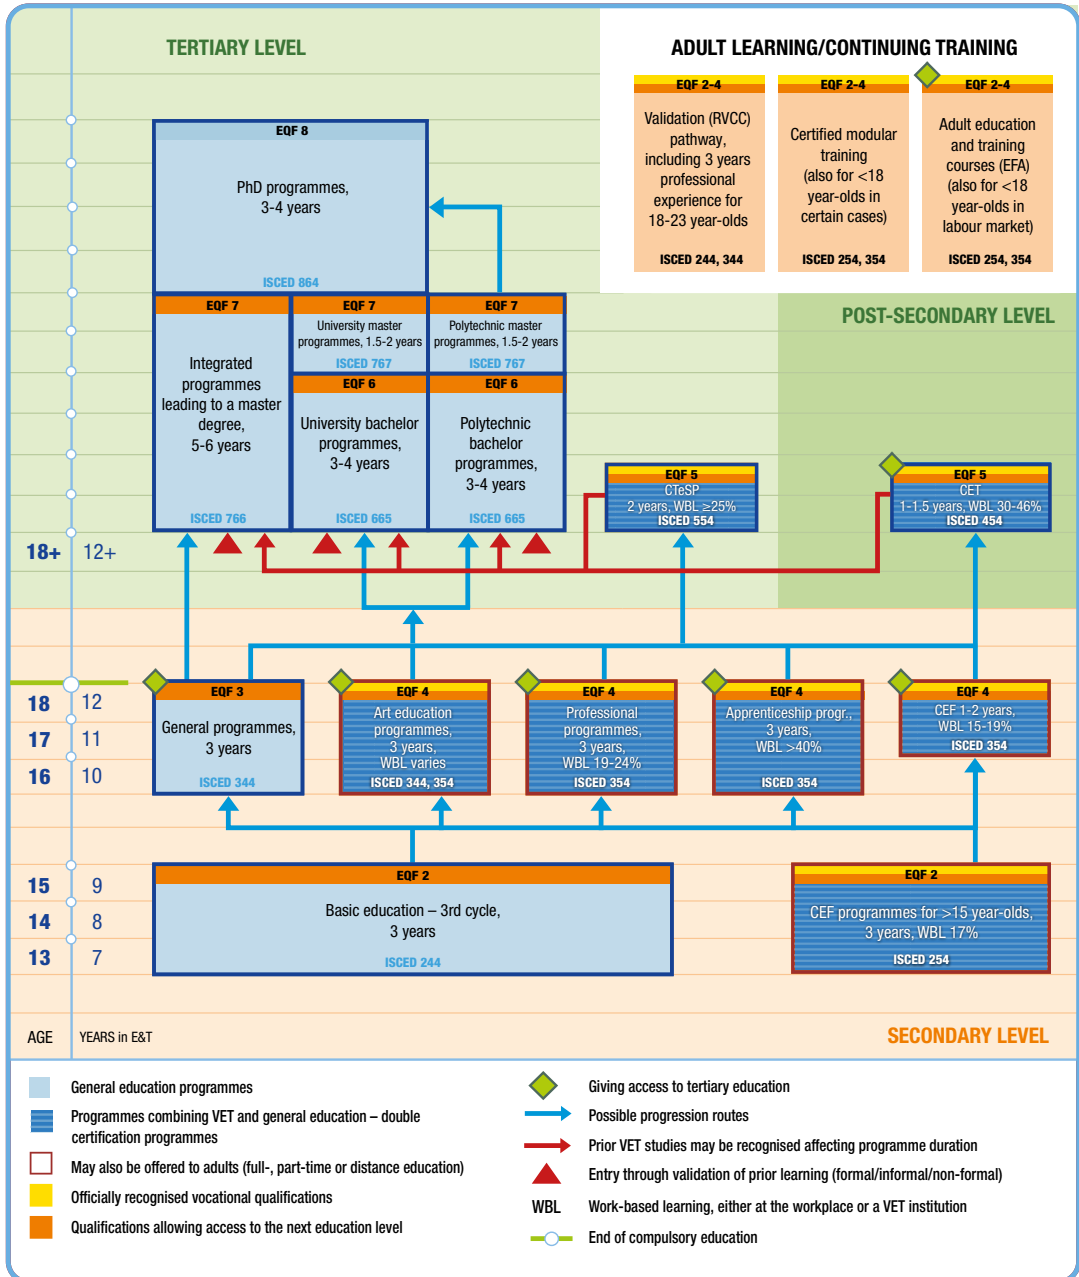 TERTIARY LEVEL
ADULT LEARNING/CONTINUING TRAINING
EQF 2-4
Validation (RVCC)
pathway,
including 3 years
professional
experience for
18-23 year-olds
ISCED 244, 344
EQF 2-4
Certified modular
training
(also for <18
year-olds in
certain cases)
ISCED 254, 354
EQF 2-4
Adult education
and training
courses (EFA)
(also for <18
year-olds in
labour market)
ISCED 254, 354
EQF 8
PhD programmes,
3-4 years
ISCED 864
POST-SECONDARY LEVEL
EQF 7
Integrated
programmes
leading to a master
degree,
5-6 years
ISCED 766
EQF 7
University master
programmes, 1.5-2 years
ISCED 767
EQF 7
Polytechnic master
programmes, 1.5-2 years
ISCED 767
EQF 6
University bachelor
programmes,
3-4 years
ISCED 665
EQF 6
Polytechnic
bachelor
programmes,
3-4 years
ISCED 665
EQF 5
CTeSP
2 years, WBL ≥25%
ISCED 554
EQF 5
CET
1-1.5 years, WBL 30-46%
ISCED 454
18+ 12+
18 12
17 11
16 10
EQF 3
General programmes,
3 years
ISCED 344
EQF 4
Art education
programmes,
3 years,
WBL varies
ISCED 344, 354
EQF 4
Professional
programmes,
3 years,
WBL 19-24%
ISCED 354
EQF 4
Apprenticeship progr.,
3 years,
WBL >40%
ISCED 354
EQF 4
CEF 1-2 years,
WBL 15-19%
ISCED 354
15 9
14 8
13 7
EQF 2
Basic education – 3rd cycle,
3 years
ISCED 244
EQF 2
CEF programmes for >15 year-olds,
3 years, WBL 17%
ISCED 254
AGE YEARS in E&T
SECONDARY LEVEL
General education programmes
Programmes combining VET and general education – double
certification programmes
May also be offered to adults (full-, part-time or distance education)
Officially recognised vocational qualifications
Qualifications allowing access to the next education level
Giving access to tertiary education
Possible progression routes
Prior VET studies may be recognised affecting programme duration
Entry through validation of prior learning (formal/informal/non-formal)
WBL Work-based learning, either at the workplace or a VET institution
End of compulsory education